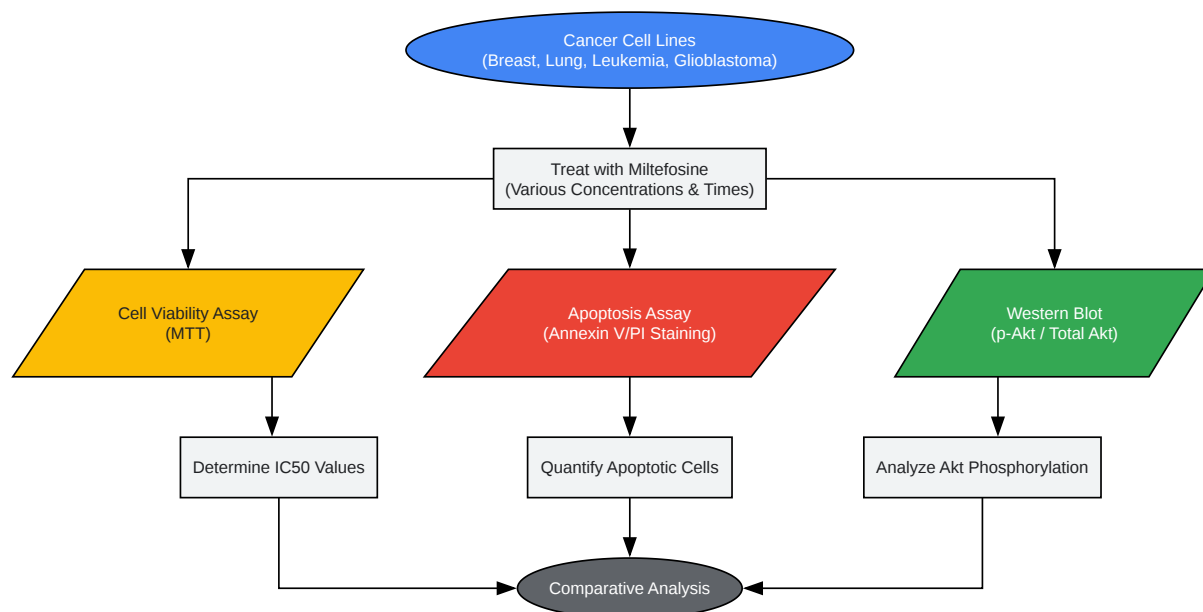 Cancer Cell Lines
(Breast, Lung, Leukemia, Glioblastoma)
Treat with Miltefosine
(Various Concentrations & Times)
Cell Viability Assay
(MTT)
Apoptosis Assay
(Annexin V/PI Staining)
Western Blot
(p-Akt / Total Akt)
Determine IC50 Values
Quantify Apoptotic Cells
Analyze Akt Phosphorylation
Comparative Analysis